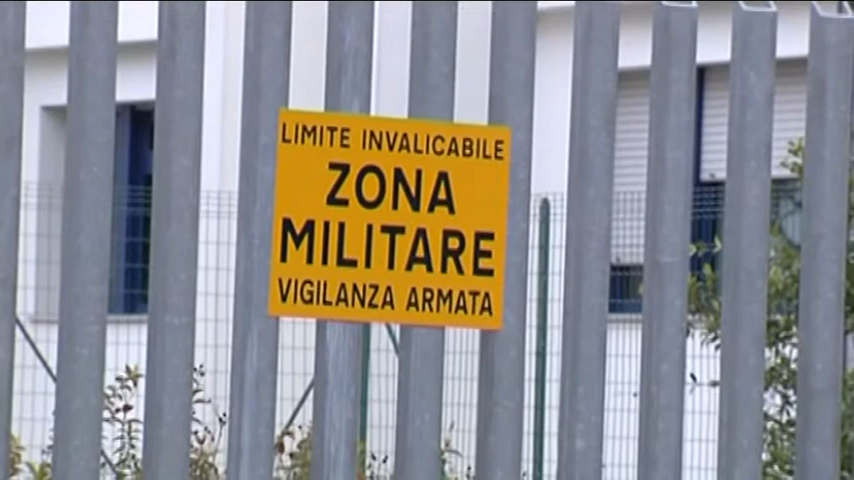 LIMITE INVALICABILE
ZONA
MILITARE
VIGILANZA ARMATA